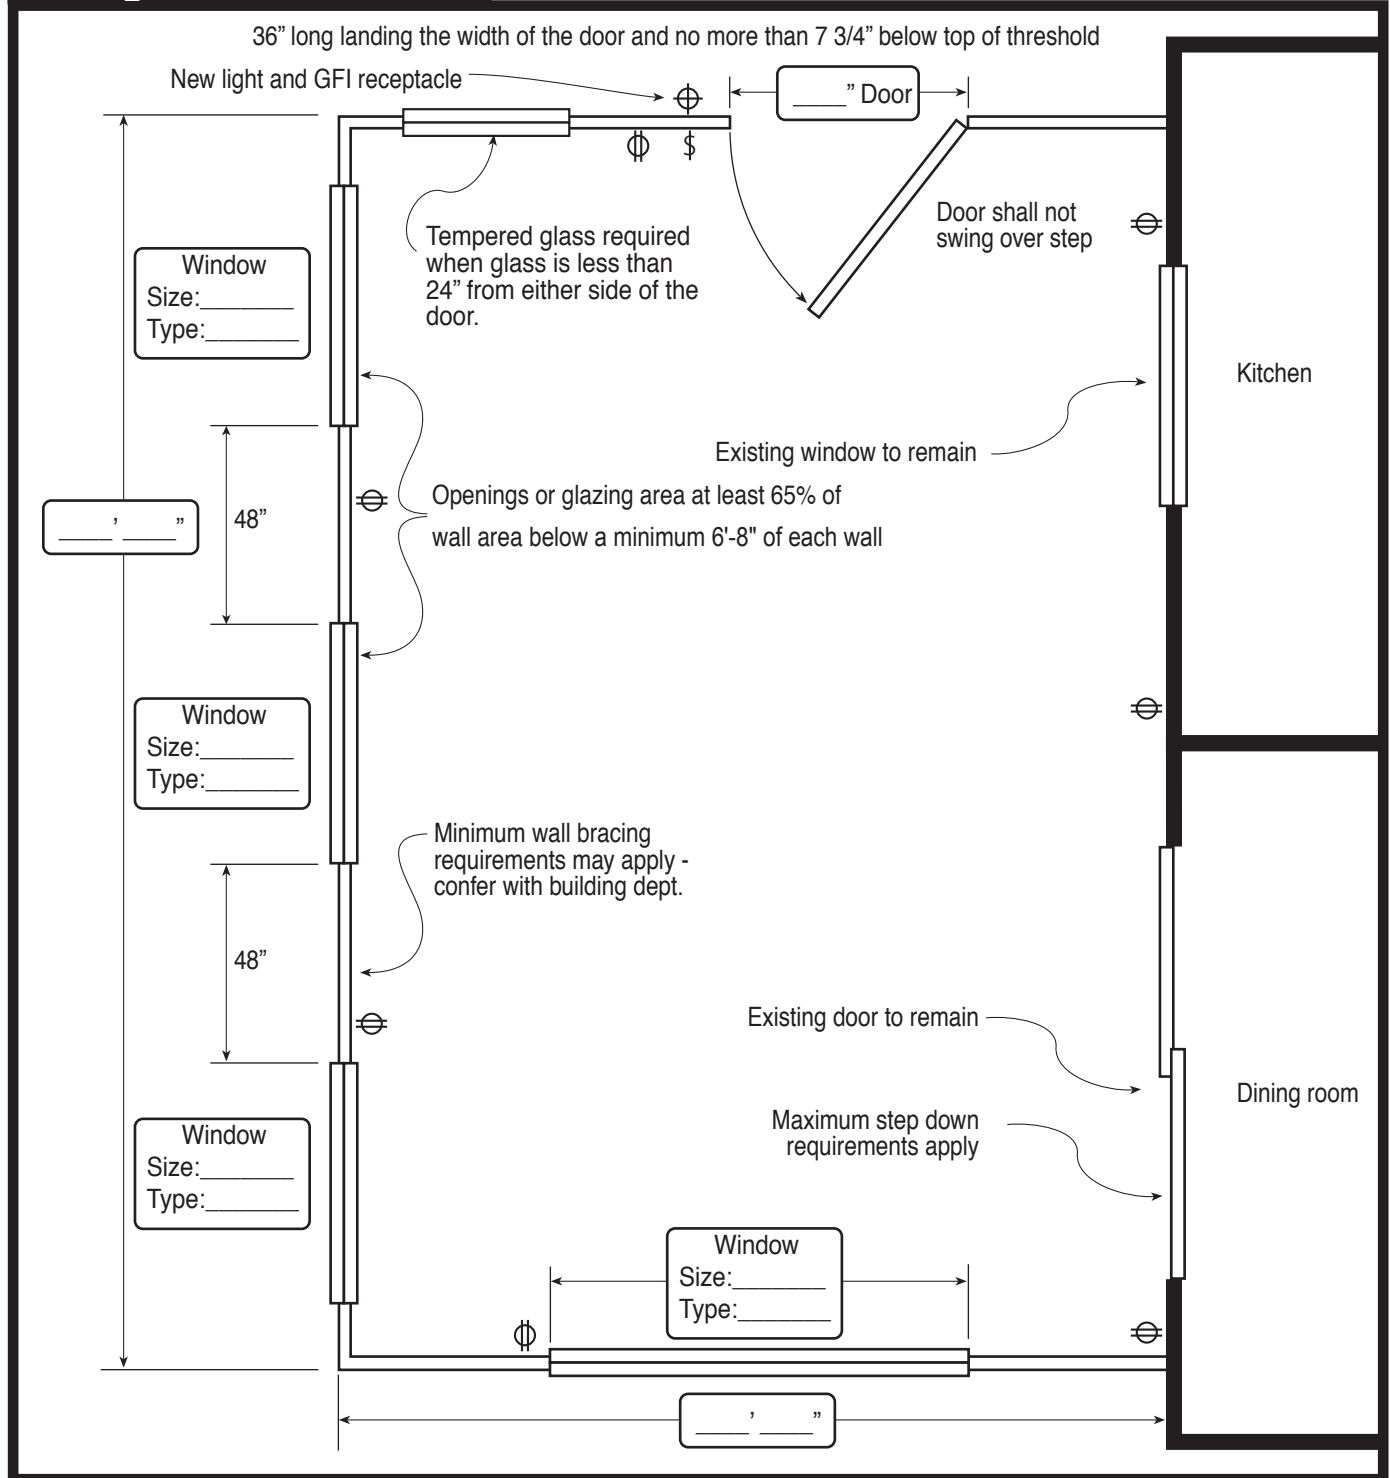 36” long landing the width of the door and no more than 7 3/4” below top of threshold
New light and GFI receptacle
____” Door
$
Door shall not
swing over step
Tempered glass required
when glass is less than
24” from either side of the
door.
Window
Size:_______
Type:_______
Kitchen
Existing window to remain
Openings or glazing area at least 65% of
wall area below a minimum 6'-8" of each wall
48”
____’ ____”
Window
Size:_______
Type:_______
Minimum wall bracing
requirements may apply -
confer with building dept.
48”
Existing door to remain
Dining room
Maximum step down
requirements apply
Window
Size:_______
Type:_______
Window
Size:_______
Type:_______
____’ ____”